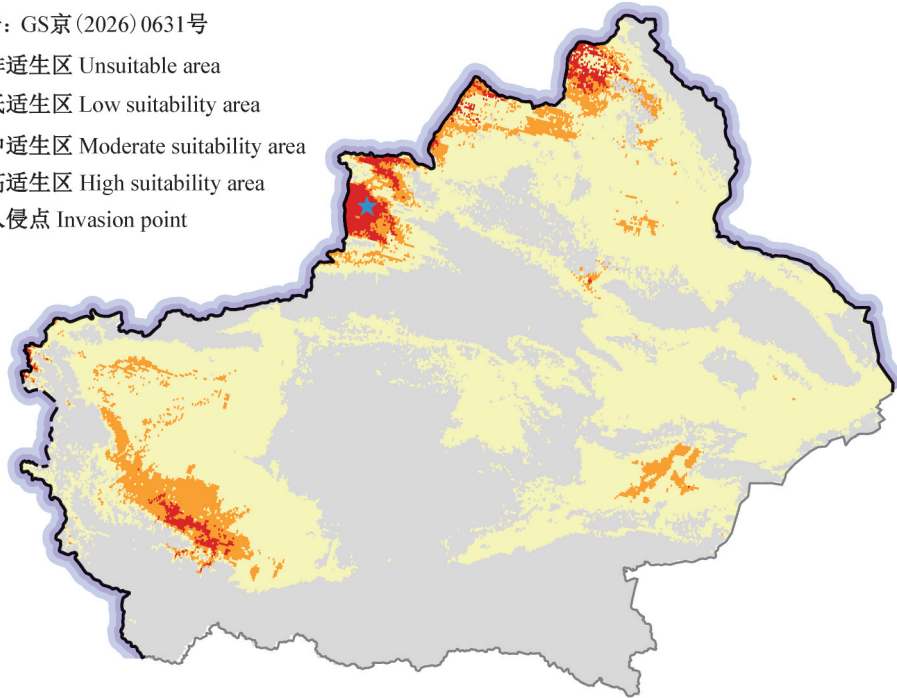 : GS京(2026)0631号
适生区 Unsuitable area
适生区 Low suitability area
适生区 Moderate suitability area
适生区 High suitability area
侵点 Invasion point